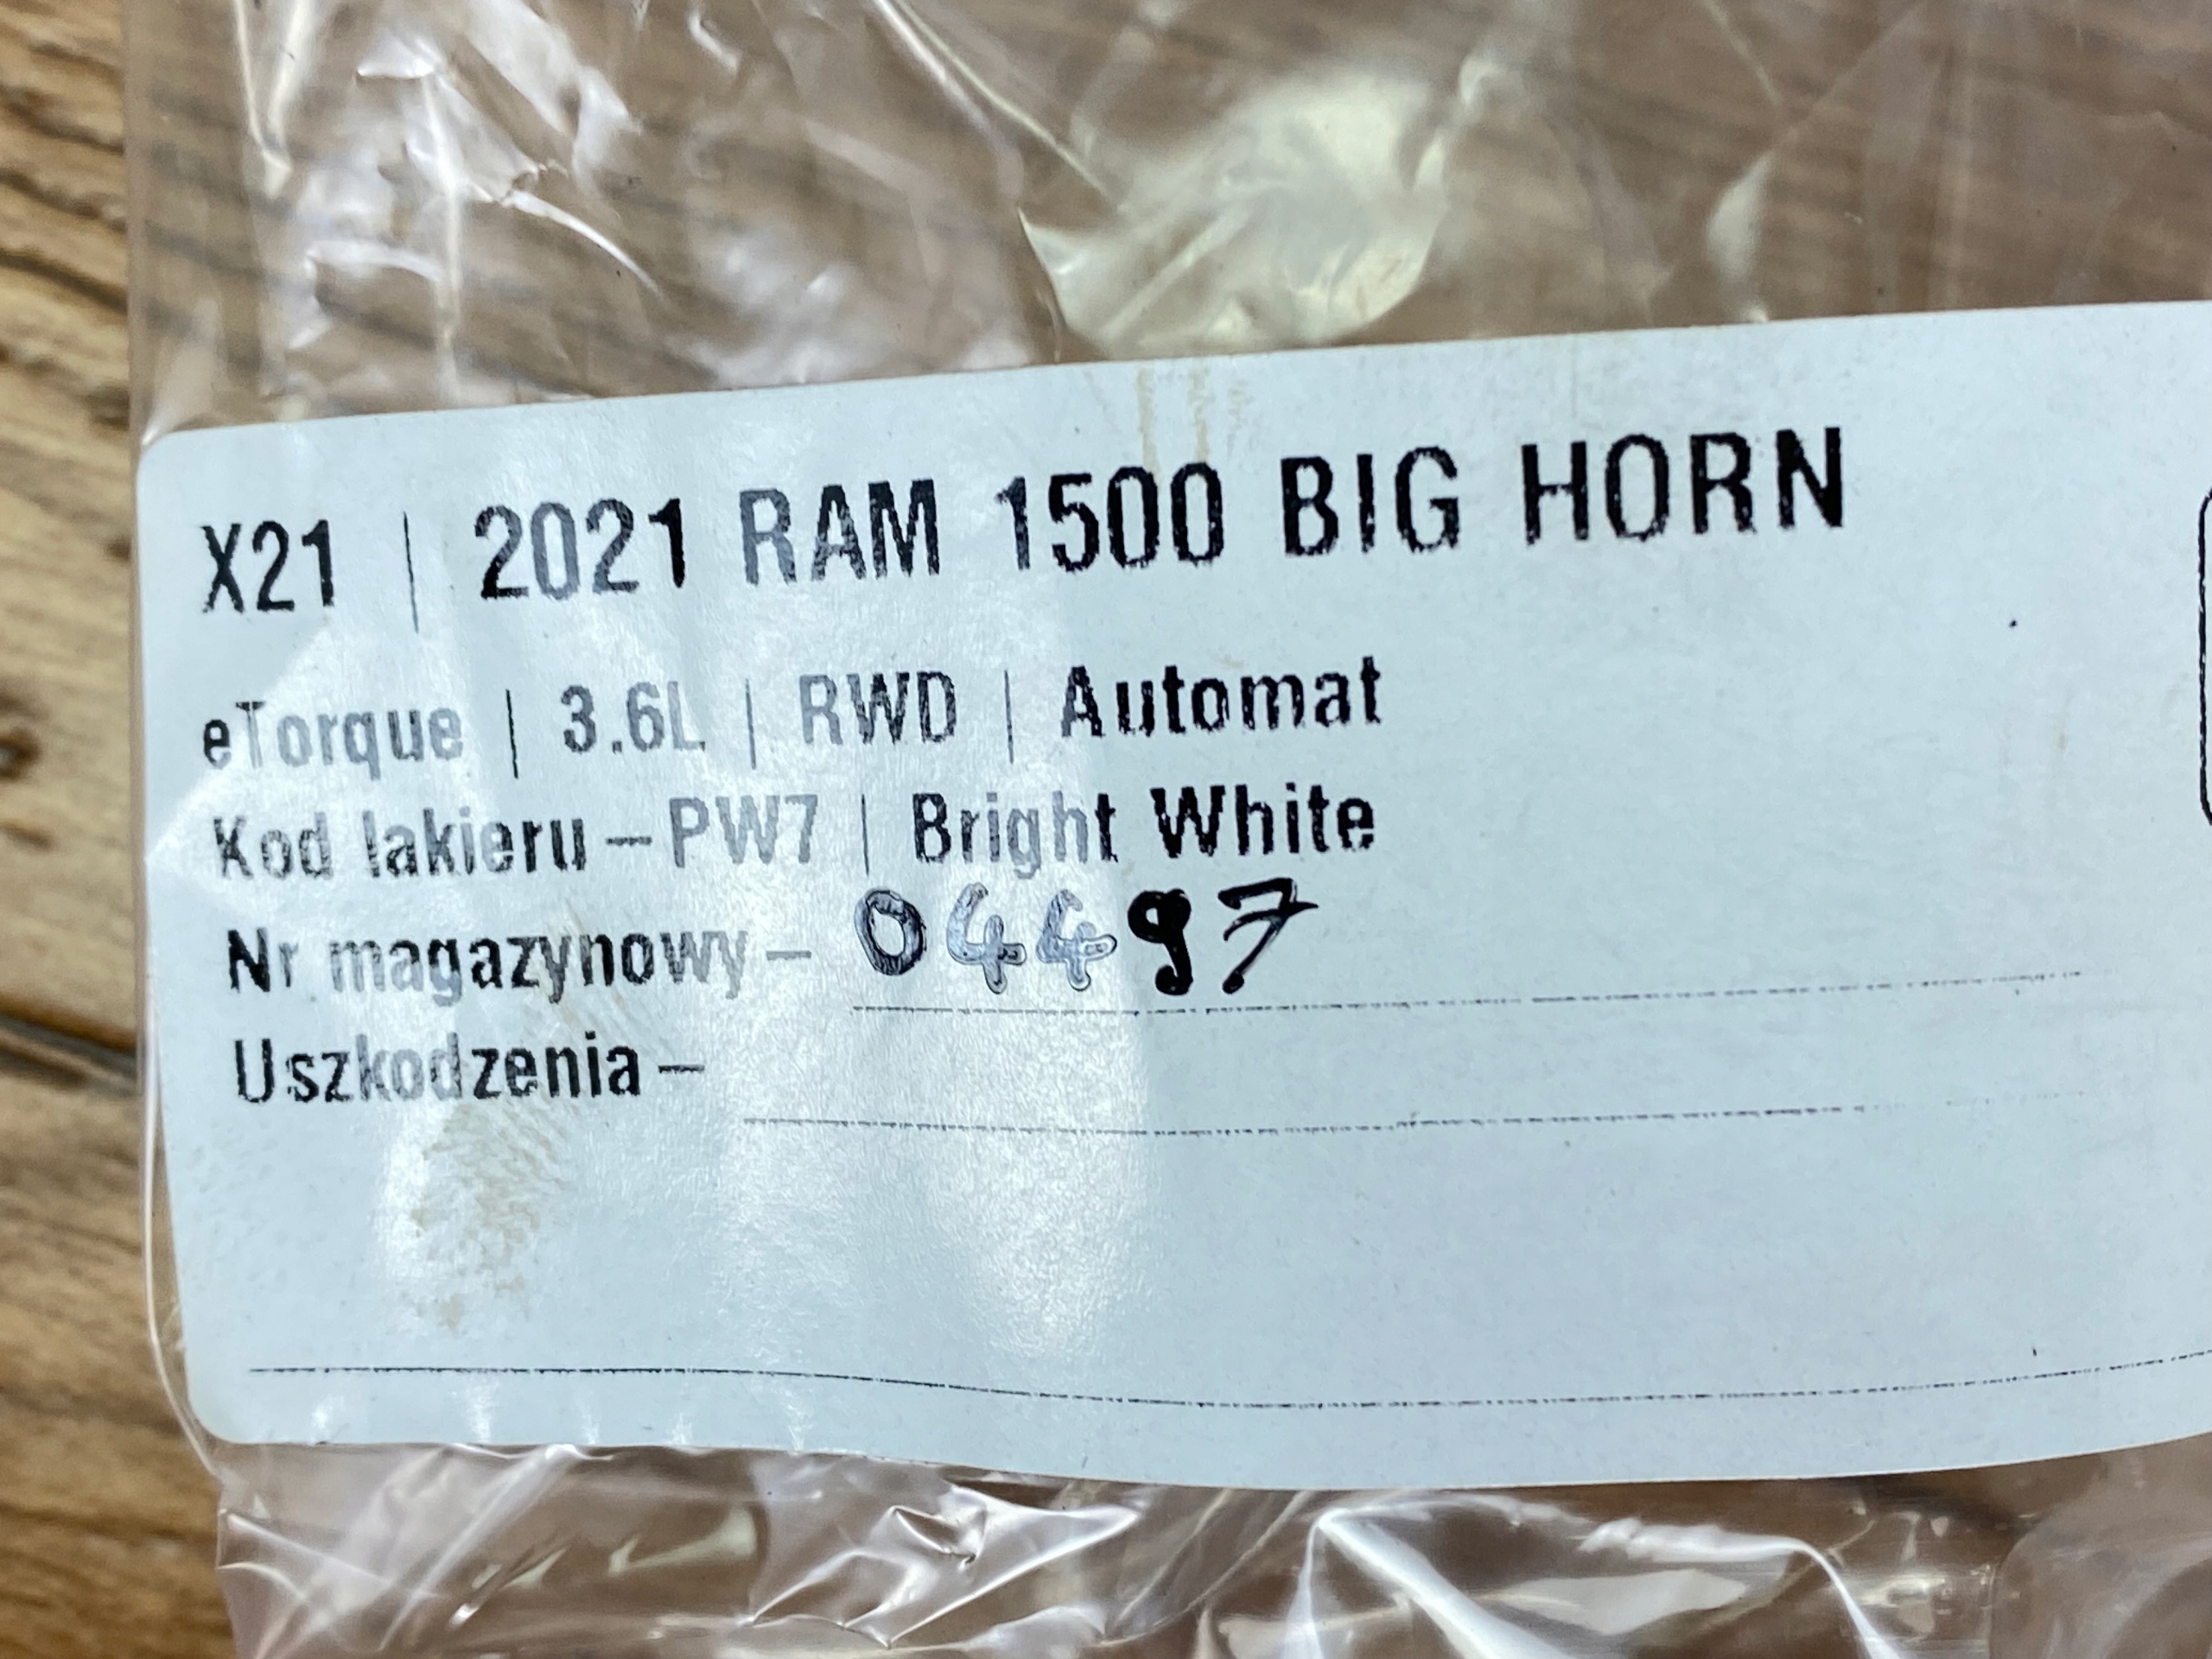 X21 | 2021 RAM 1500 BIG HORN
eTorque | 3.6L | RWD | Automat
Kod lakieru – PW7 | Bright White
Nr magazynowy – 04497
Uszkodzenia –